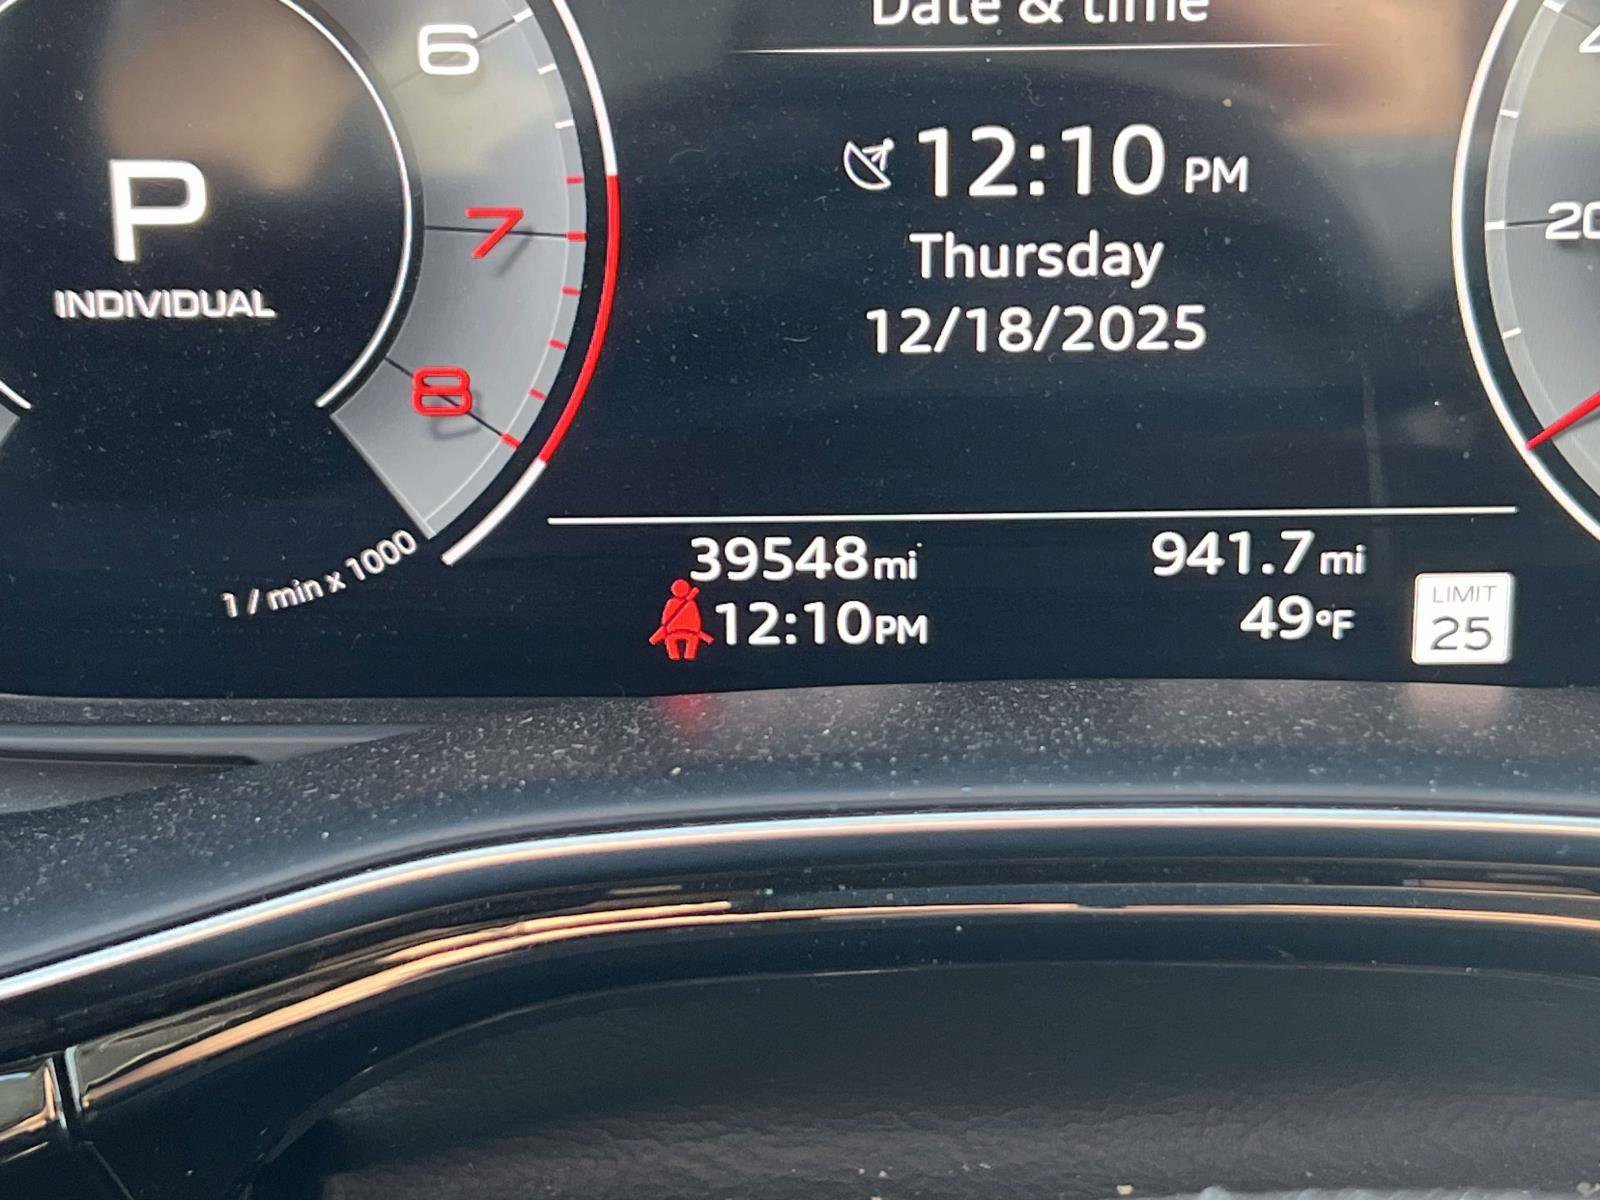 Date & time
6
12:10 PM
P
7
20
Thursday
INDIVIDUAL
12/18/2025
8
1 / min x 1000
39548 mi
941.7 mi
12:10 PM
49°F
LIMIT
25